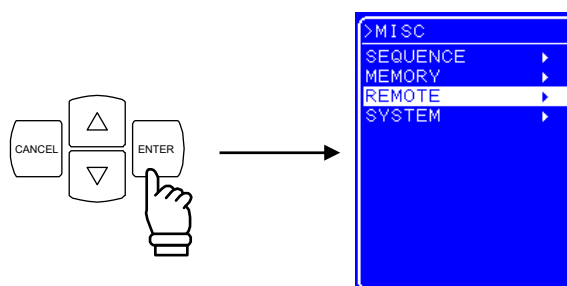 CANCEL
ENTER
>MISC
SEQUENCE
MEMORY
REMOTE
SYSTEM